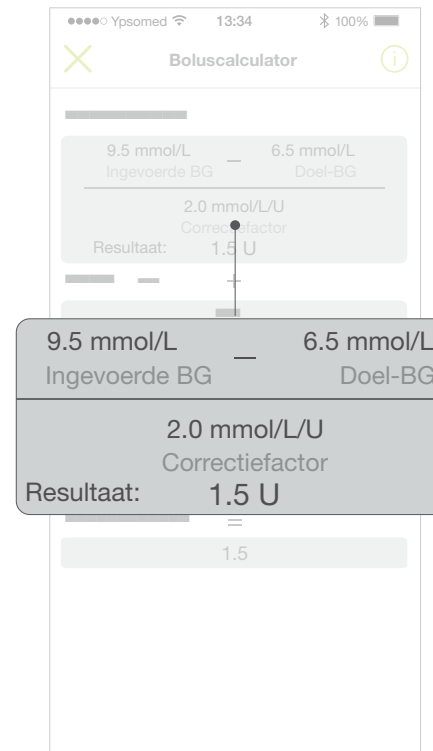 Ypsomed 13:34 100%
Boluscalculator
9.5 mmol/L – 6.5 mmol/L
Ingevoerde BG Doel-BG
2.0 mmol/L/U
Correctiefactor
Resultaat: 1.5 U
+
9.5 mmol/L – 6.5 mmol/L
Ingevoerde BG Doel-BG
2.0 mmol/L/U
Correctiefactor
Resultaat: 1.5 U
=
1.5